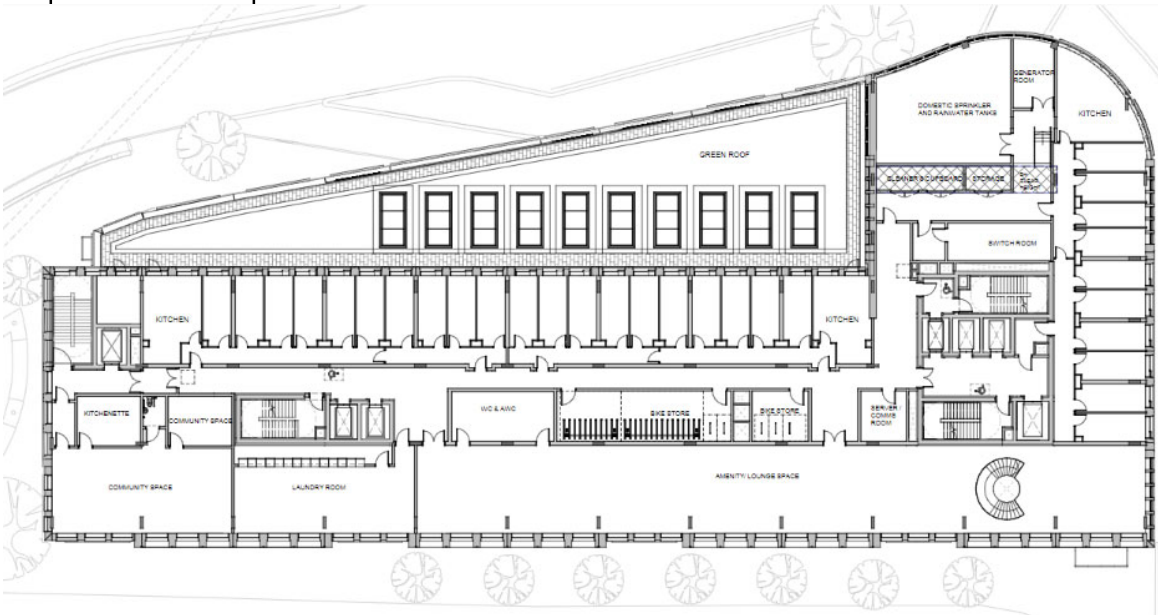 GENERATOR
ROOM
DOMESTIC SPRINKLER
AND RAINWATER TANKS
KITCHEN
GREEN ROOF
CLEANER'S CUPBOARD
STORAGE
SWITCH ROOM
KITCHEN
KITCHEN
KITCHENETTE
COMMUNITY SPACE
WC & AWC
BIKE STORE
BIKE STORE
SERVER /
COMMS
ROOM
COMMUNITY SPACE
LAUNDRY ROOM
AMENITY/ LOUNGE SPACE